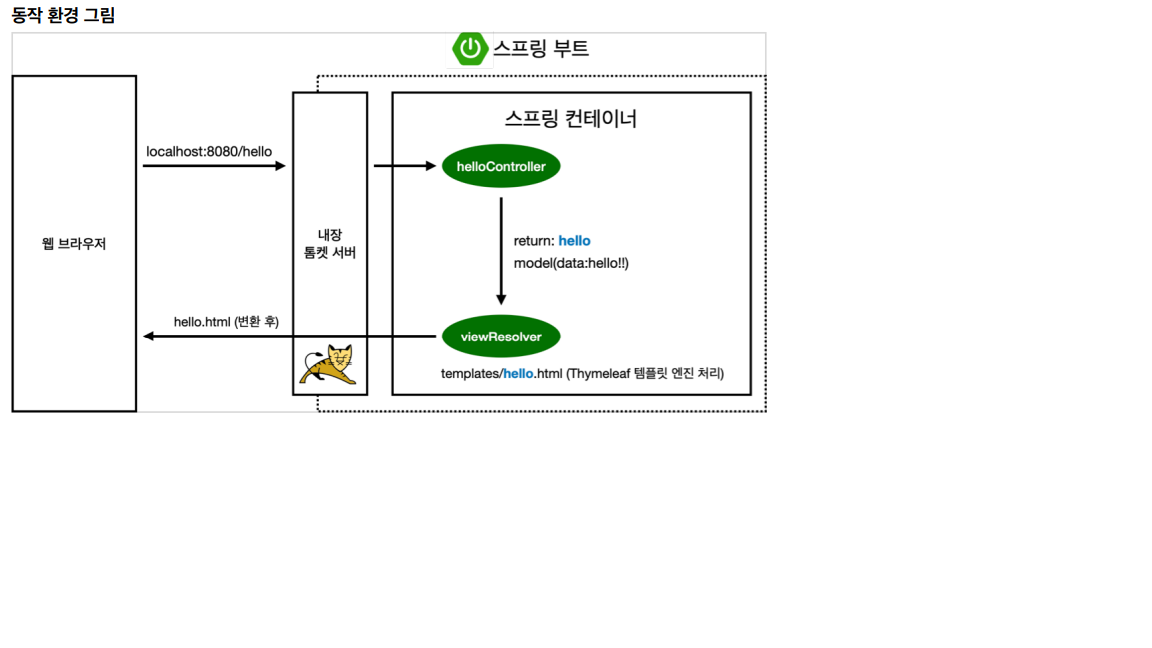 동작 환경 그림
스프링 부트
스프링 컨테이너
localhost:8080/hello
helloController
웹 브라우저
내장
톰켓 서버
return: hello
model(data:hello!!)
hello.html (변환 후)
viewResolver
templates/hello.html (Thymeleaf 템플릿 엔진 처리)